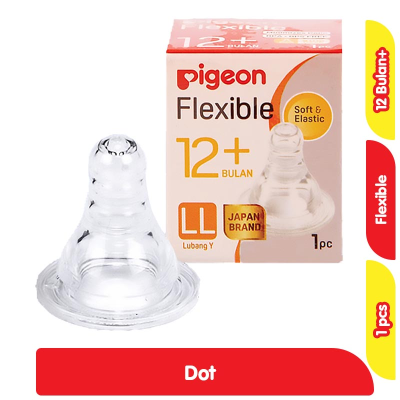 pigeon
Flexible
Soft &
Elastic
12+
BULAN
LL
Lubang Y
JAPAN
BRAND
1pc
12 Bulan+
Flexible
1 pcs
Dot